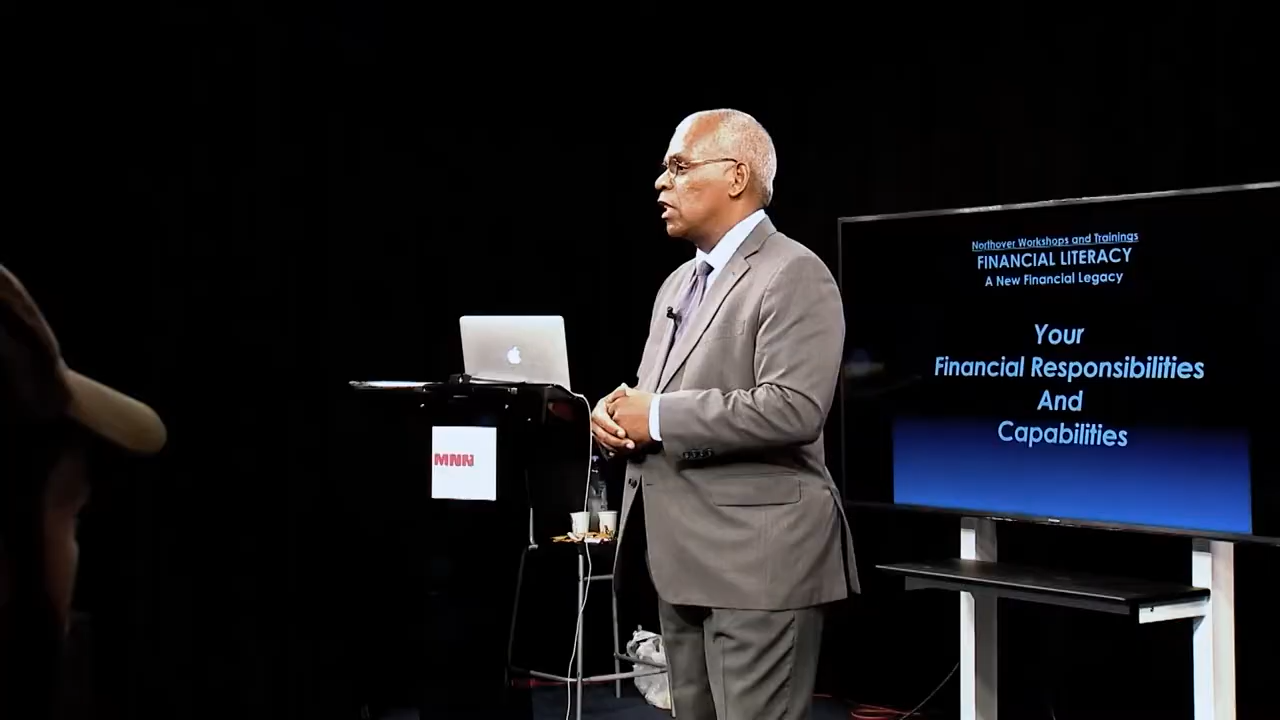 MNN
Northover Workshops and Trainings
FINANCIAL LITERACY
A New Financial Legacy
Your
Financial Responsibilities
And
Capabilities